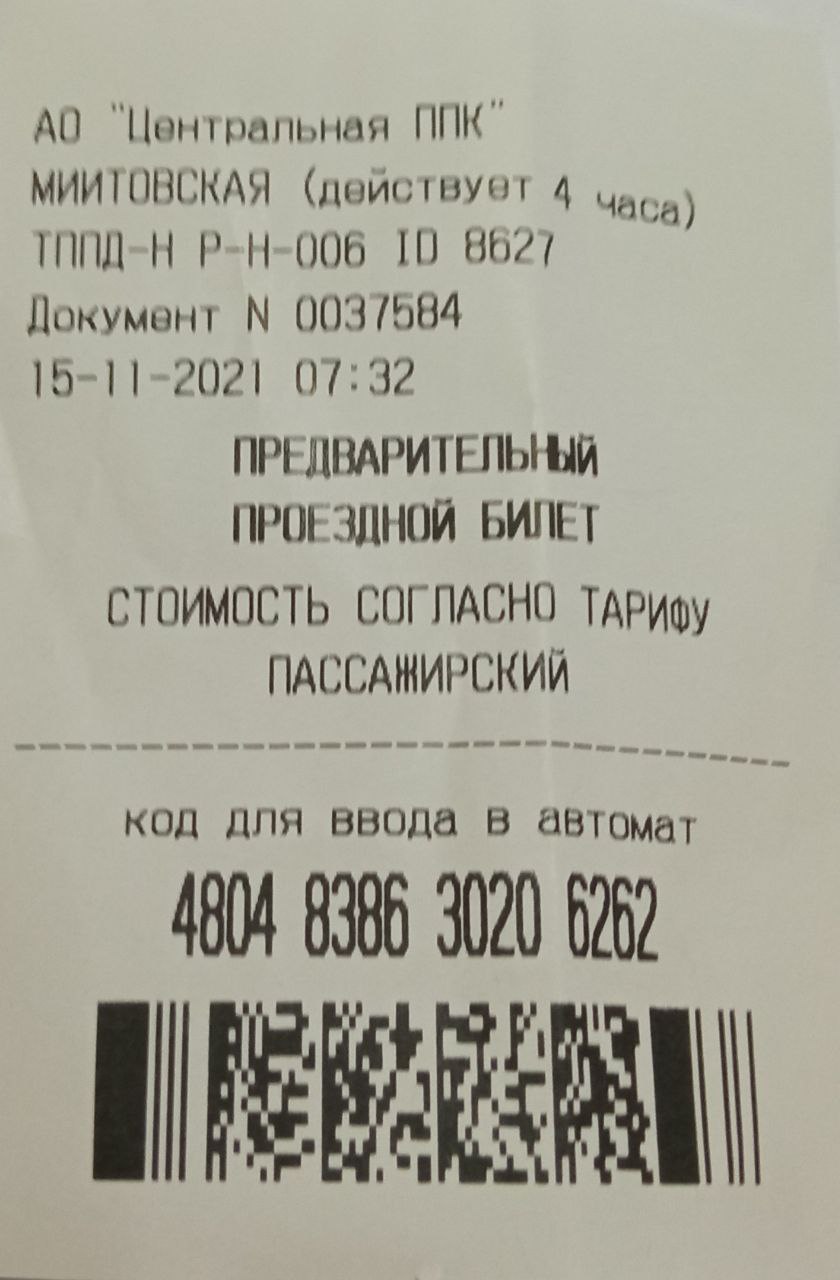 АО "Центральная ППК"
МИИТОВСКАЯ (действует 4 часа)
ТППД-Н Р-Н-006 ID 8627
Документ N 0037584
15-11-2021 07:32
ПРЕДВАРИТЕЛЬНЫЙ
ПРОЕЗДНОЙ БИЛЕТ
СТОИМОСТЬ СОГЛАСНО ТАРИФУ
ПАССАЖИРСКИЙ
код для ввода в автомат
4804 8386 3020 6262